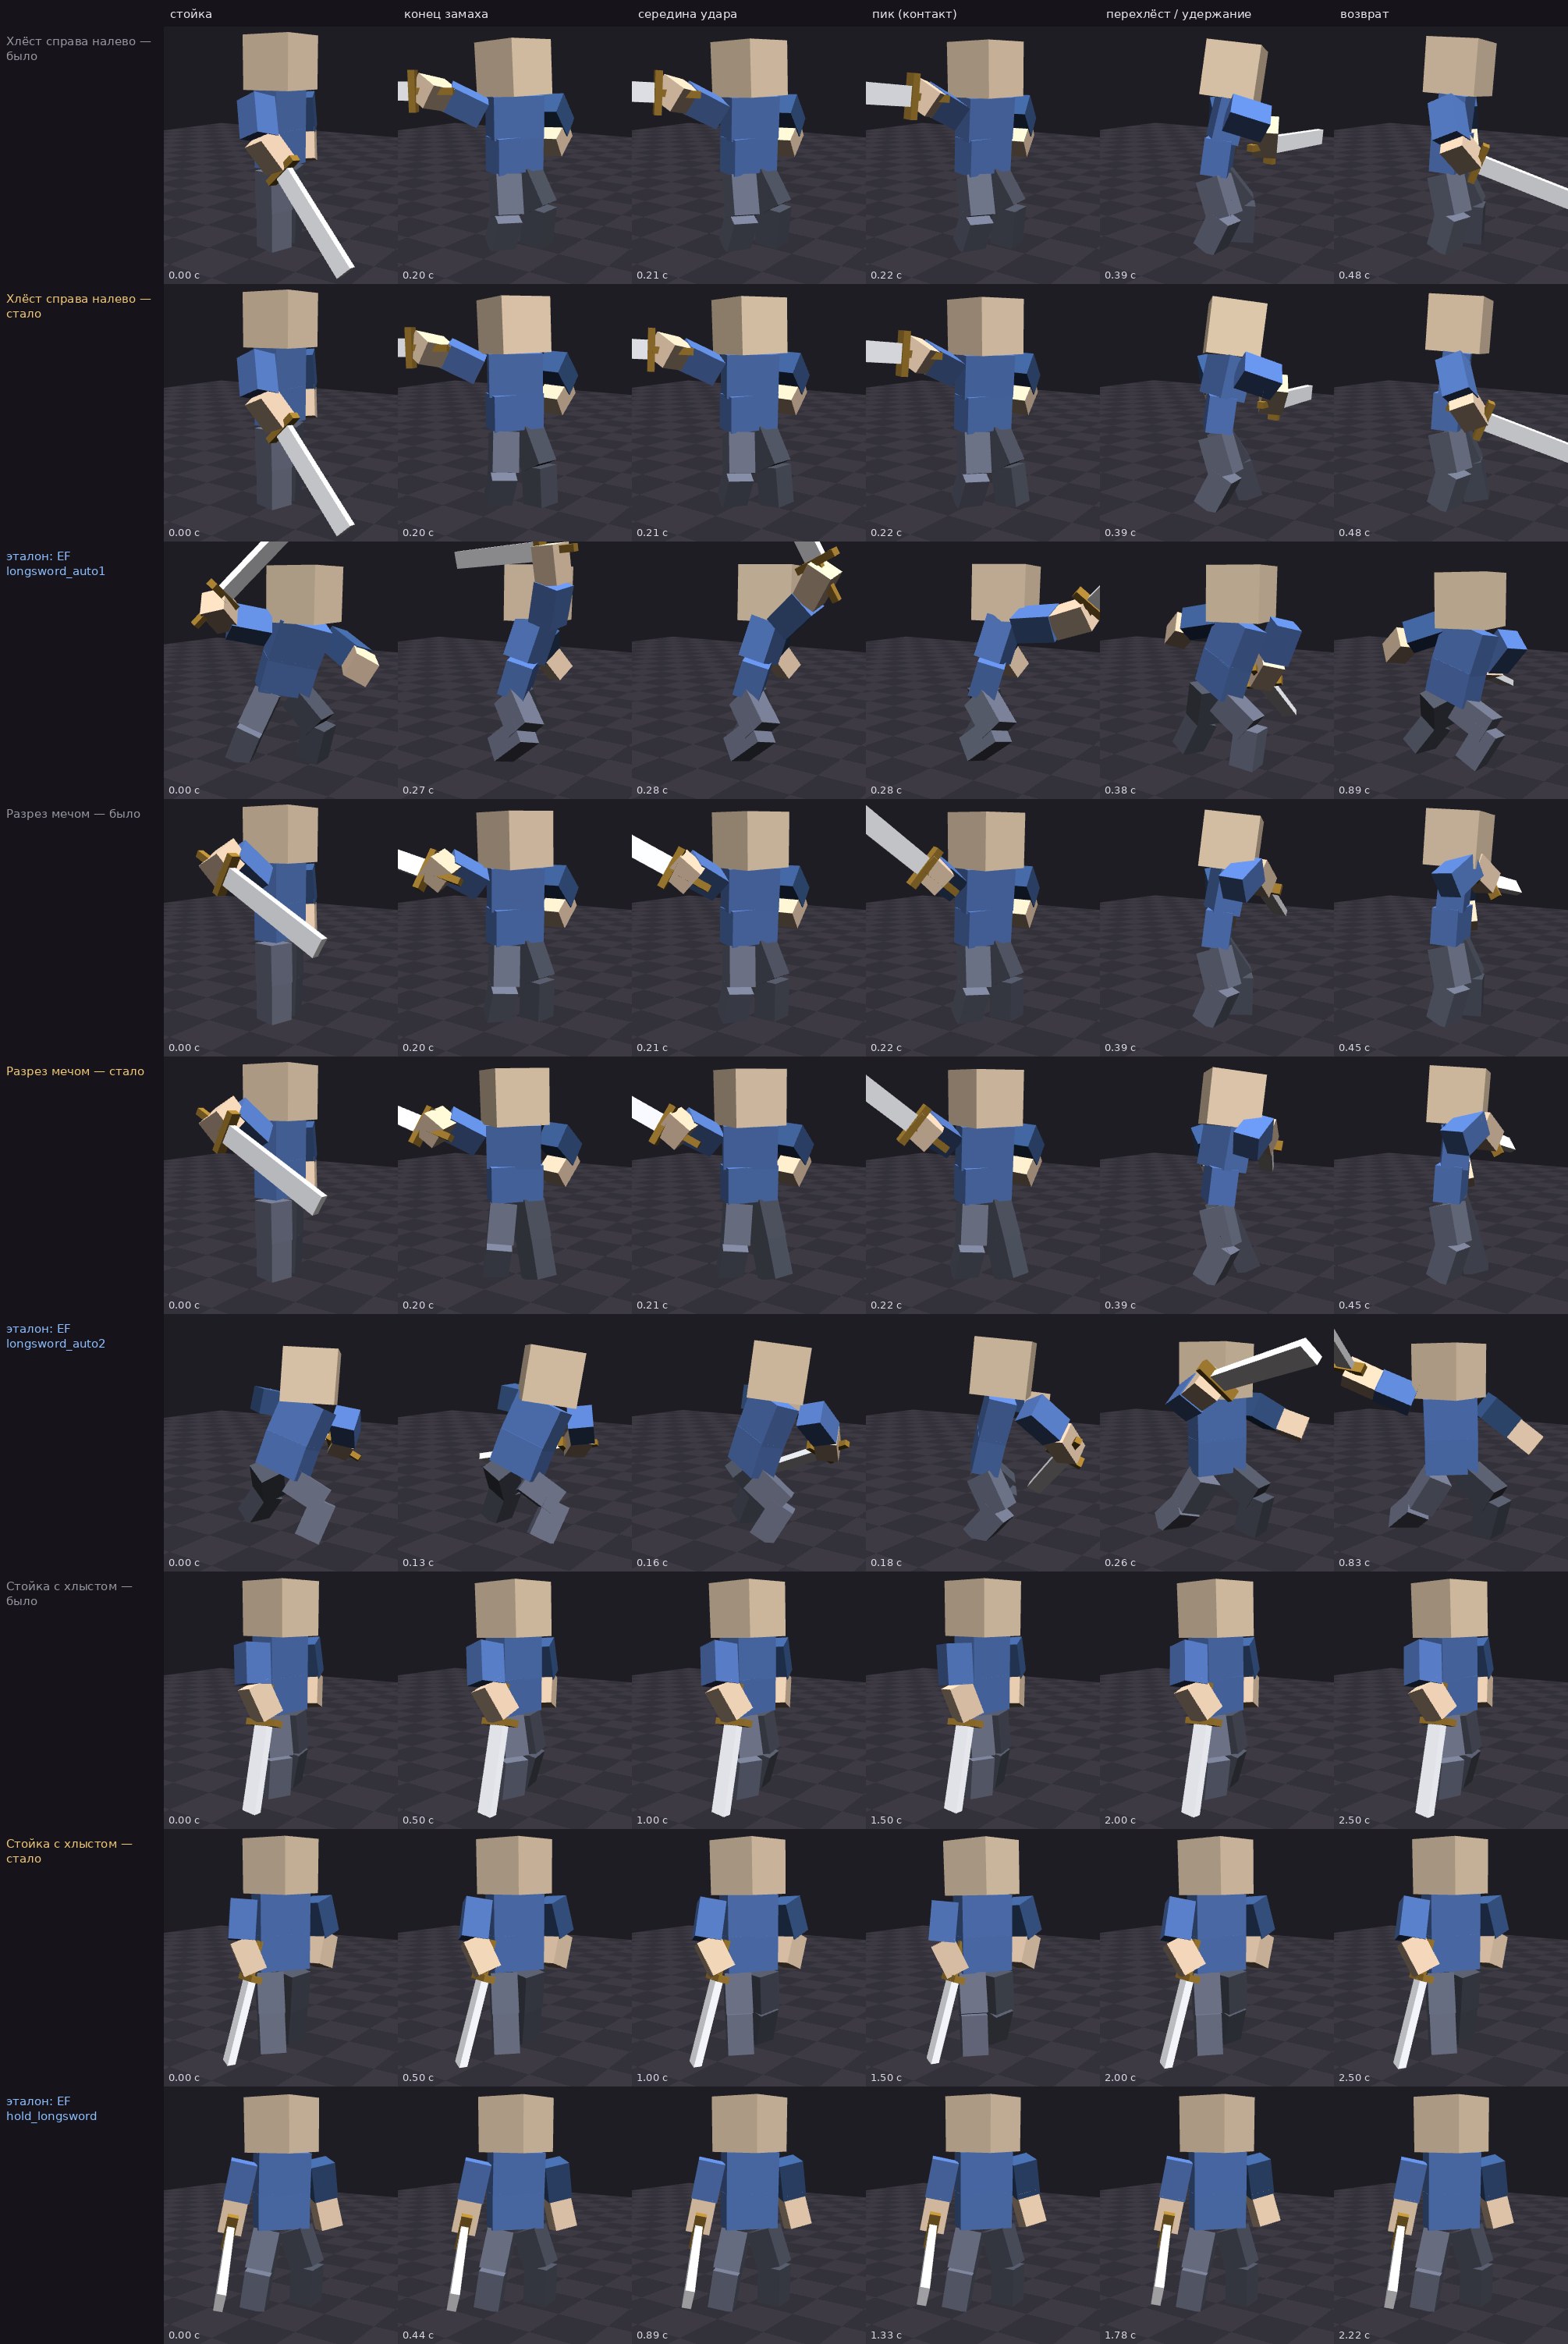 стойка
конец замаха
середина удара
пик (контакт)
перехлёст / удержание
возврат
Хлёст справа налево —
было
0.00 с
0.20 с
0.21 с
0.22 с
0.39 с
0.48 с
Хлёст справа налево —
стало
0.00 с
0.20 с
0.21 с
0.22 с
0.39 с
0.48 с
эталон: EF
longsword_auto1
0.00 с
0.27 с
0.28 с
0.28 с
0.38 с
0.89 с
Разрез мечом — было
0.00 с
0.20 с
0.21 с
0.22 с
0.39 с
0.45 с
Разрез мечом — стало
0.00 с
0.20 с
0.21 с
0.22 с
0.39 с
0.45 с
эталон: EF
longsword_auto2
0.00 с
0.13 с
0.16 с
0.18 с
0.26 с
0.83 с
Стойка с хлыстом —
было
0.00 с
0.50 с
1.00 с
1.50 с
2.00 с
2.50 с
Стойка с хлыстом —
стало
0.00 с
0.50 с
1.00 с
1.50 с
2.00 с
2.50 с
эталон: EF
hold_longsword
0.00 с
0.44 с
0.89 с
1.33 с
1.78 с
2.22 с